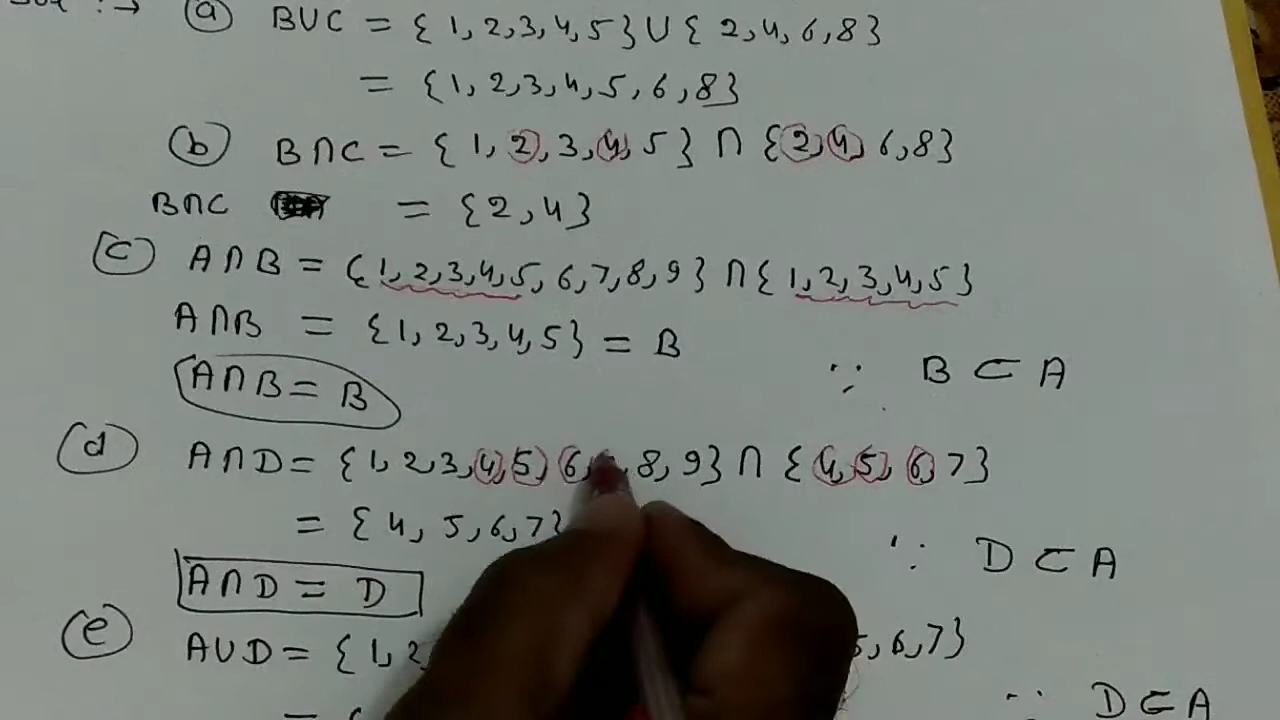 :→ (a) B∪C = {1, 2, 3, 4, 5} ∪ {2, 4, 6, 8}
= {1, 2, 3, 4, 5, 6, 8}
(b) B∩C = {1, 2, 3, 4, 5} ∩ {2, 4, 6, 8}
B∩C = {2, 4}
(c) A∩B = {1, 2, 3, 4, 5, 6, 7, 8, 9} ∩ {1, 2, 3, 4, 5}
A∩B = {1, 2, 3, 4, 5} = B
∵ B ⊂ A
A∩B = B
(d) A∩D = {1, 2, 3, 4, 5, 6, 8, 9} ∩ {4, 5, 6, 7}
= {4, 5, 6, 7}
∵ D ⊂ A
A∩D = D
(e) A∪D = {1, 2, 5, 6, 7}
= {
∵ D ⊂ A